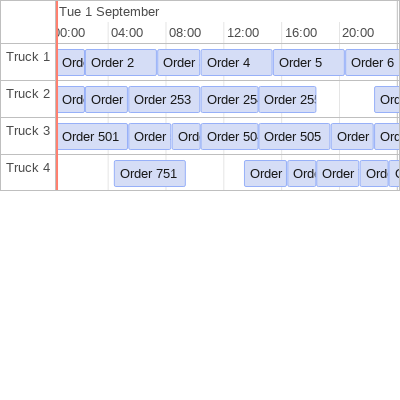 Tue 1 September
0:00 04:00 08:00 12:00 16:00 20:00
Truck 1 Ord Order 2 Order Order 4 Order 5 Order 6
Truck 2 Ord Order Order 253 Order 25 Order 25 Ord
Truck 3 Order 501 Order Ord Order 50 Order 505 Order Ord
Truck 4 Order 751 Order Ord Order Ord